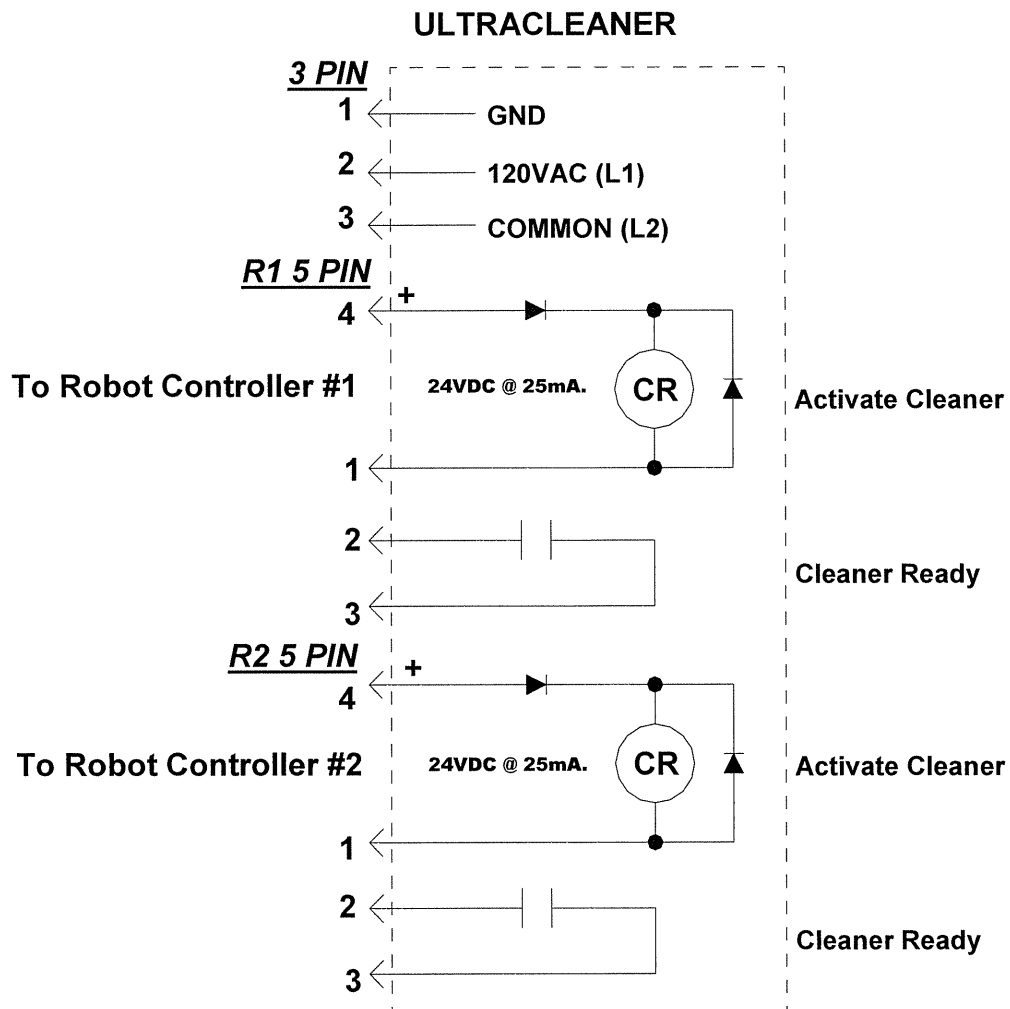 ULTRACLEANER
3 PIN
1 GND
2 120VAC (L1)
3 COMMON (L2)
R1 5 PIN
4 +
To Robot Controller #1 24VDC @ 25mA. CR Activate Cleaner
1
2
Cleaner Ready
3
R2 5 PIN
4 +
To Robot Controller #2 24VDC @ 25mA. CR Activate Cleaner
1
2
Cleaner Ready
3